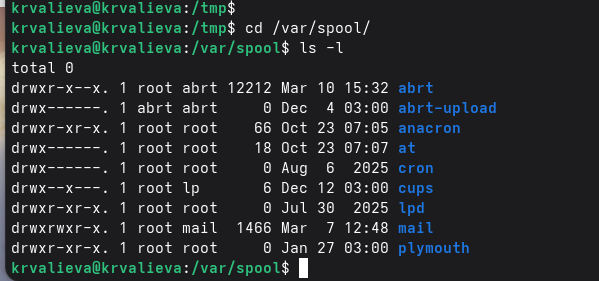 krvalieva@krvalieva:/tmp$
krvalieva@krvalieva:/tmp$ cd /var/spool/
krvalieva@krvalieva:/var/spool$ ls -l
total 0
drwxr-x--x. 1 root abrt 12212 Mar 10 15:32 abrt
drwx------. 1 abrt abrt     0 Dec  4 03:00 abrt-upload
drwxr-xr-x. 1 root root    66 Oct 23 07:05 anacron
drwx------. 1 root root    18 Oct 23 07:07 at
drwx------. 1 root root     0 Aug  6  2025 cron
drwx--x---. 1 root lp       6 Dec 12 03:00 cups
drwxr-xr-x. 1 root root     0 Jul 30  2025 lpd
drwxrwxr-x. 1 root mail  1466 Mar  7 12:48 mail
drwxr-xr-x. 1 root root     0 Jan 27 03:00 plymouth
krvalieva@krvalieva:/var/spool$